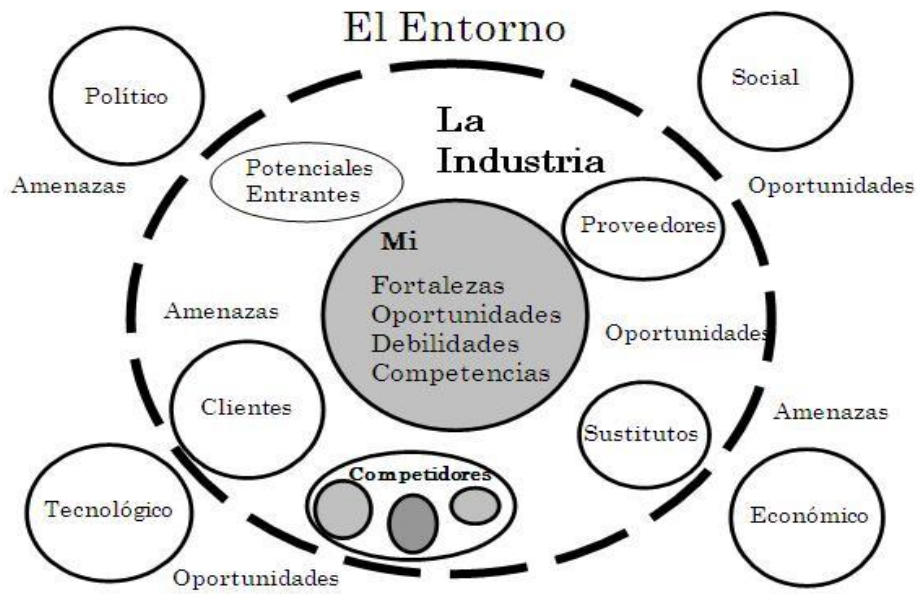 El Entorno
Político
Social
La
Industria
Amenazas
Potenciales
Entrantes
Oportunidades
Proveedores
Mi
Fortalezas
Oportunidades
Debilidades
Competencias
Amenazas
Oportunidades
Clientes
Amenazas
Sustitutos
Competidores
Tecnológico
Económico
Oportunidades